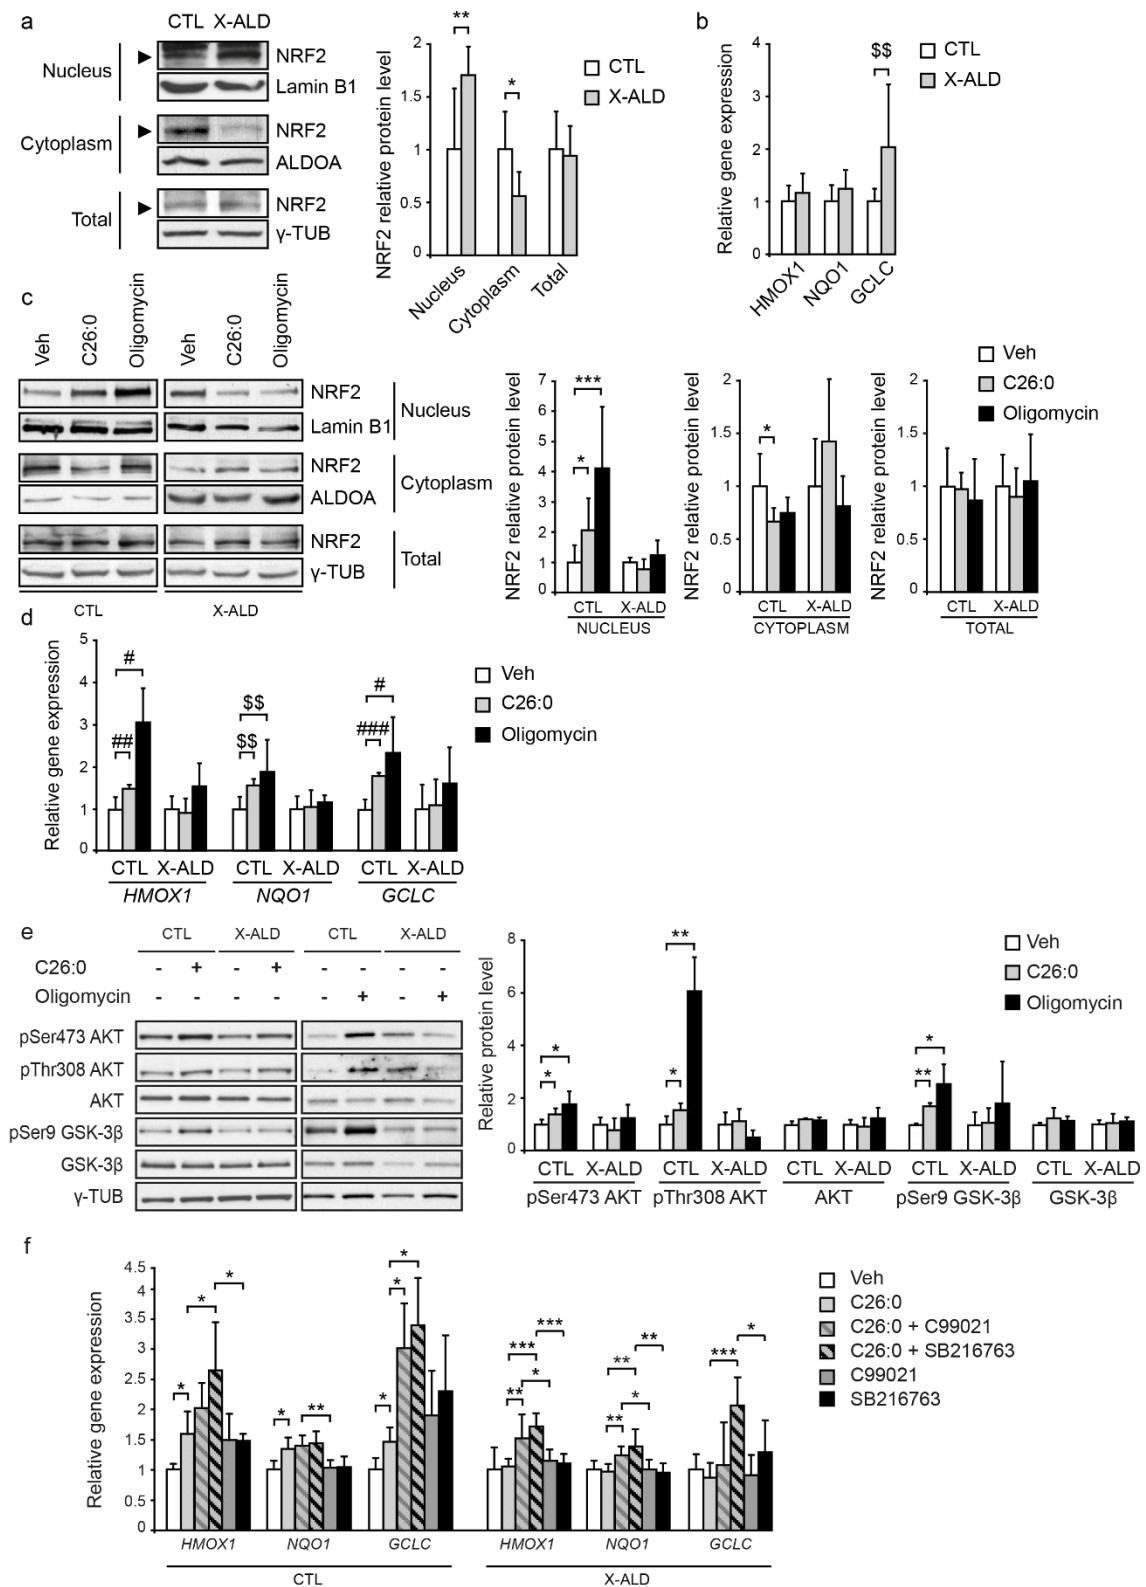 a
CTL X-ALD
Nucleus
NRF2
Lamin B1
Cytoplasm
NRF2
ALDOA
Total
NRF2
γ-TUB
NRF2 relative protein level
2
1.5
1
0.5
0
**
*
Nucleus
Cytoplasm
Total
CTL
X-ALD
b
Relative gene expression
4
3
2
1
0
$$
HMOX1
NQO1
GCLC
CTL
X-ALD
c
Veh
C26:0
Oligomycin
Veh
C26:0
Oligomycin
NRF2
Lamin B1
Nucleus
NRF2
ALDOA
Cytoplasm
NRF2
γ-TUB
Total
CTL
X-ALD
NRF2 relative protein level
7
6
5
4
3
2
1
0
***
*
CTL X-ALD
NUCLEUS
NRF2 relative protein level
2
1.5
1
0.5
0
*
CTL X-ALD
CYTOPLASM
NRF2 relative protein level
2
1.5
1
0.5
0
CTL X-ALD
TOTAL
Veh
C26:0
Oligomycin
d
Relative gene expression
5
4
3
2
1
0
#
##
$$
$$
#
###
CTL X-ALD CTL X-ALD CTL X-ALD
HMOX1 NQO1 GCLC
Veh
C26:0
Oligomycin
e
CTL X-ALD CTL X-ALD
C26:0 - + - + - - - -
Oligomycin - - - - - + - +
pSer473 AKT
pThr308 AKT
AKT
pSer9 GSK-3β
GSK-3β
γ-TUB
Relative protein level
8
6
4
2
0
*
*
**
*
*
**
CTL X-ALD CTL X-ALD CTL X-ALD CTL X-ALD CTL X-ALD
pSer473 AKT pThr308 AKT AKT pSer9 GSK-3β GSK-3β
Veh
C26:0
Oligomycin
f
Relative gene expression
4.5
4
3.5
3
2.5
2
1.5
1
0.5
0
*
*
*
*
**
*
*
*
***
***
**
*
**
**
**
*
***
*
HMOX1 NQO1 GCLC HMOX1 NQO1 GCLC
CTL X-ALD
Veh
C26:0
C26:0 + C99021
C26:0 + SB216763
C99021
SB216763